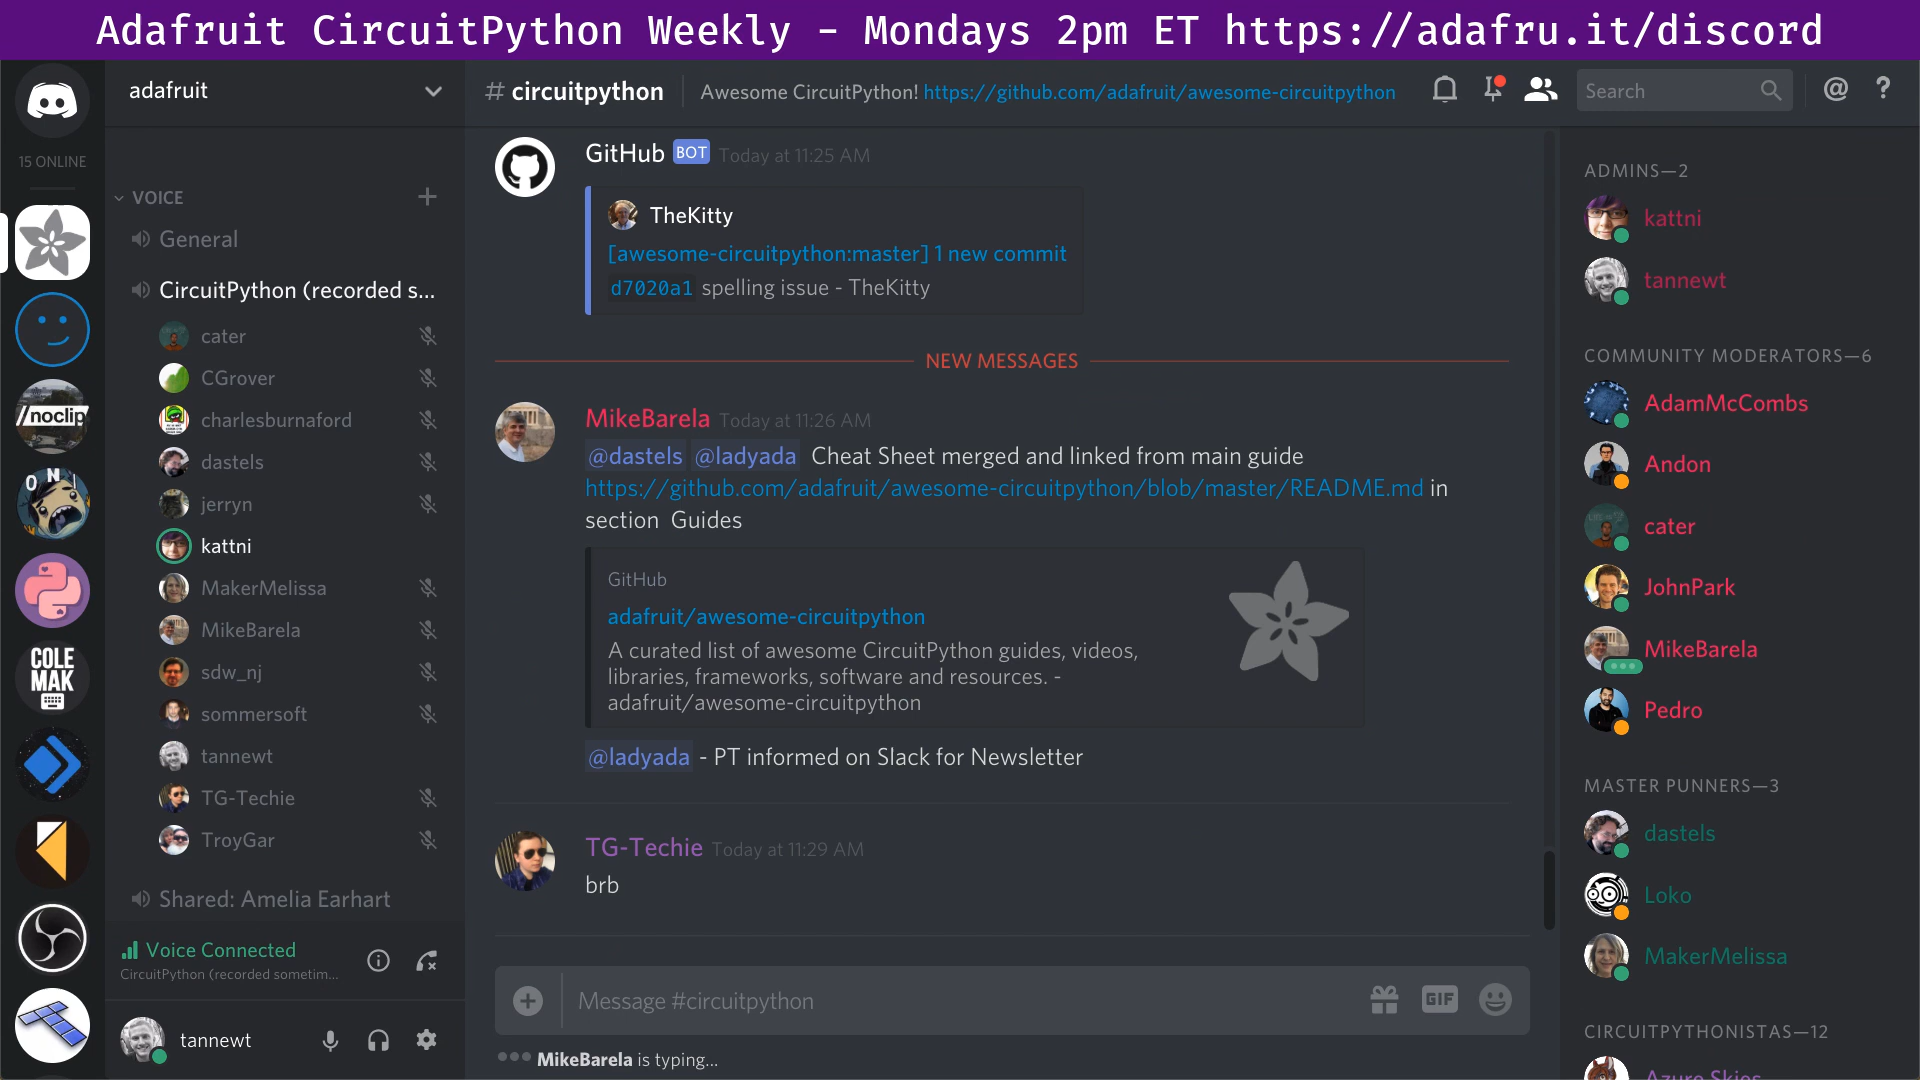 Adafruit CircuitPython Weekly – Mondays 2pm ET https://adafru.it/discord
15 ONLINE
/noclip
O N I
COLE
MAK
adafruit
VOICE
General
CircuitPython (recorded s...
cater
CGrover
charlesburnaford
dastels
jerryn
kattni
MakerMelissa
MikeBarela
sdw_nj
sommersoft
tannewt
TG-Techie
TroyGar
Shared: Amelia Earhart
Voice Connected
CircuitPython (recorded sometim...
tannewt
# circuitpython
Awesome CircuitPython! https://github.com/adafruit/awesome-circuitpython
Search
@ ?
GitHub BOT Today at 11:25 AM
TheKitty
[awesome-circuitpython:master] 1 new commit
d7020a1 spelling issue - TheKitty
NEW MESSAGES
MikeBarela Today at 11:26 AM
@dastels @ladyada Cheat Sheet merged and linked from main guide
https://github.com/adafruit/awesome-circuitpython/blob/master/README.md in
section Guides
GitHub
adafruit/awesome-circuitpython
A curated list of awesome CircuitPython guides, videos,
libraries, frameworks, software and resources. -
adafruit/awesome-circuitpython
@ladyada - PT informed on Slack for Newsletter
TG-Techie Today at 11:29 AM
brb
Message #circuitpython
GIF
MikeBarela is typing...
ADMINS—2
kattni
tannewt
COMMUNITY MODERATORS—6
AdamMcCombs
Andon
cater
JohnPark
MikeBarela
Pedro
MASTER PUNNERS—3
dastels
Loko
MakerMelissa
CIRCUITPYTHONISTAS—12
Azure Skies